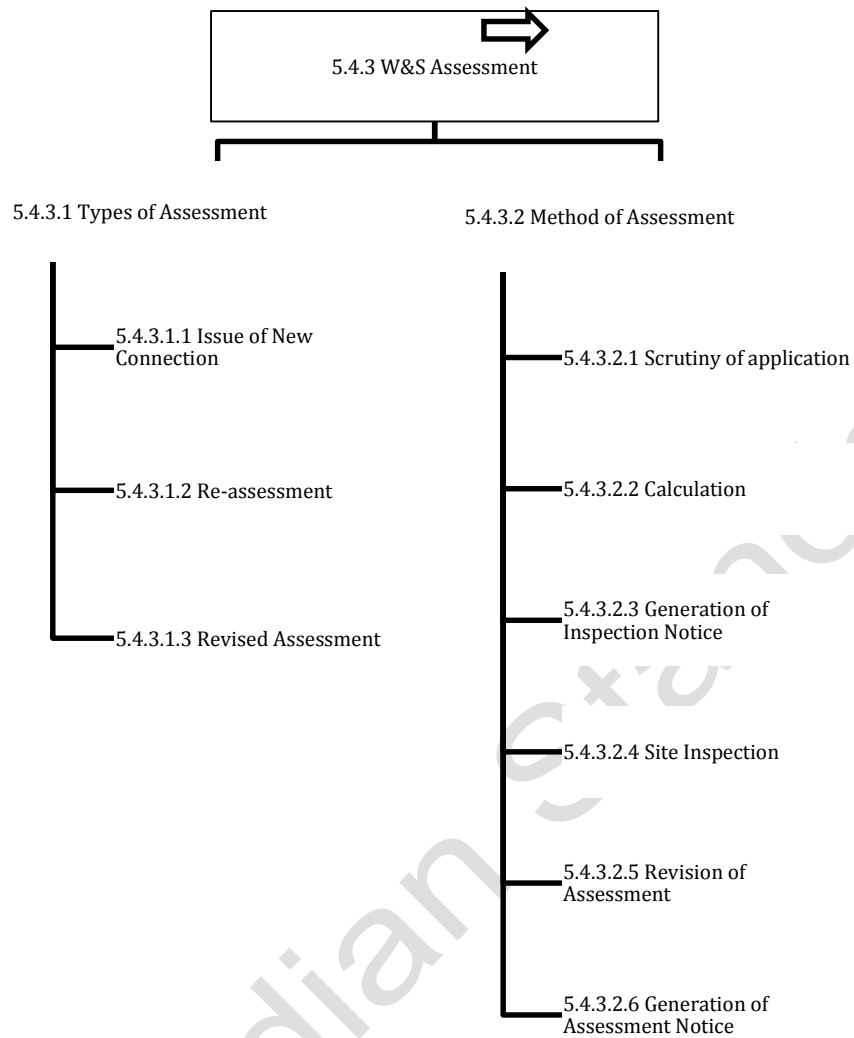 5.4.3 W&S Assessment
5.4.3.1 Types of Assessment
5.4.3.1.1 Issue of New
Connection
5.4.3.1.2 Re-assessment
5.4.3.1.3 Revised Assessment
5.4.3.2 Method of Assessment
5.4.3.2.1 Scrutiny of application
5.4.3.2.2 Calculation
5.4.3.2.3 Generation of
Inspection Notice
5.4.3.2.4 Site Inspection
5.4.3.2.5 Revision of
Assessment
5.4.3.2.6 Generation of
Assessment Notice